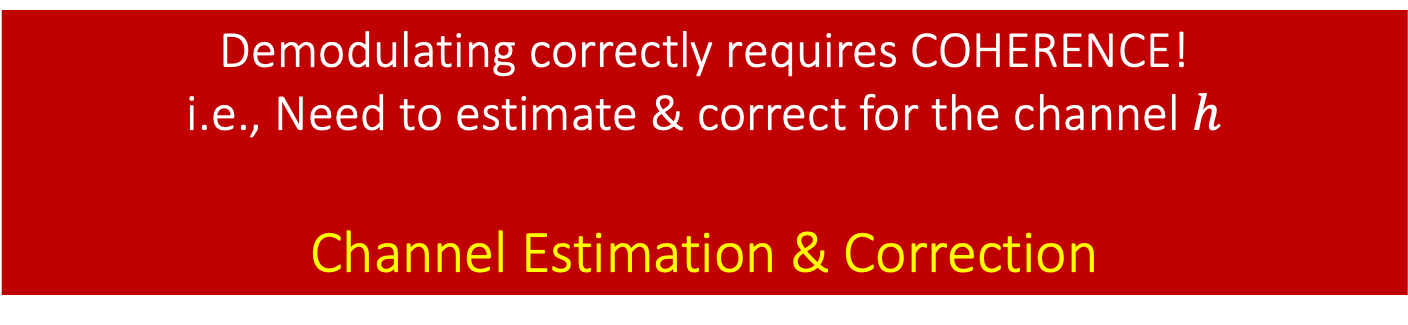 Demodulating correctly requires COHERENCE!
i.e., Need to estimate & correct for the channel h
Channel Estimation & Correction